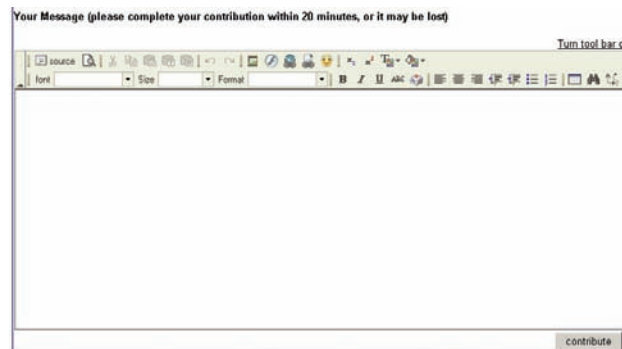 Your Message (please complete your contribution within 20 minutes, or it may be lost)
Turn tool bar o
source
font Size Format B I U ABC
contribute